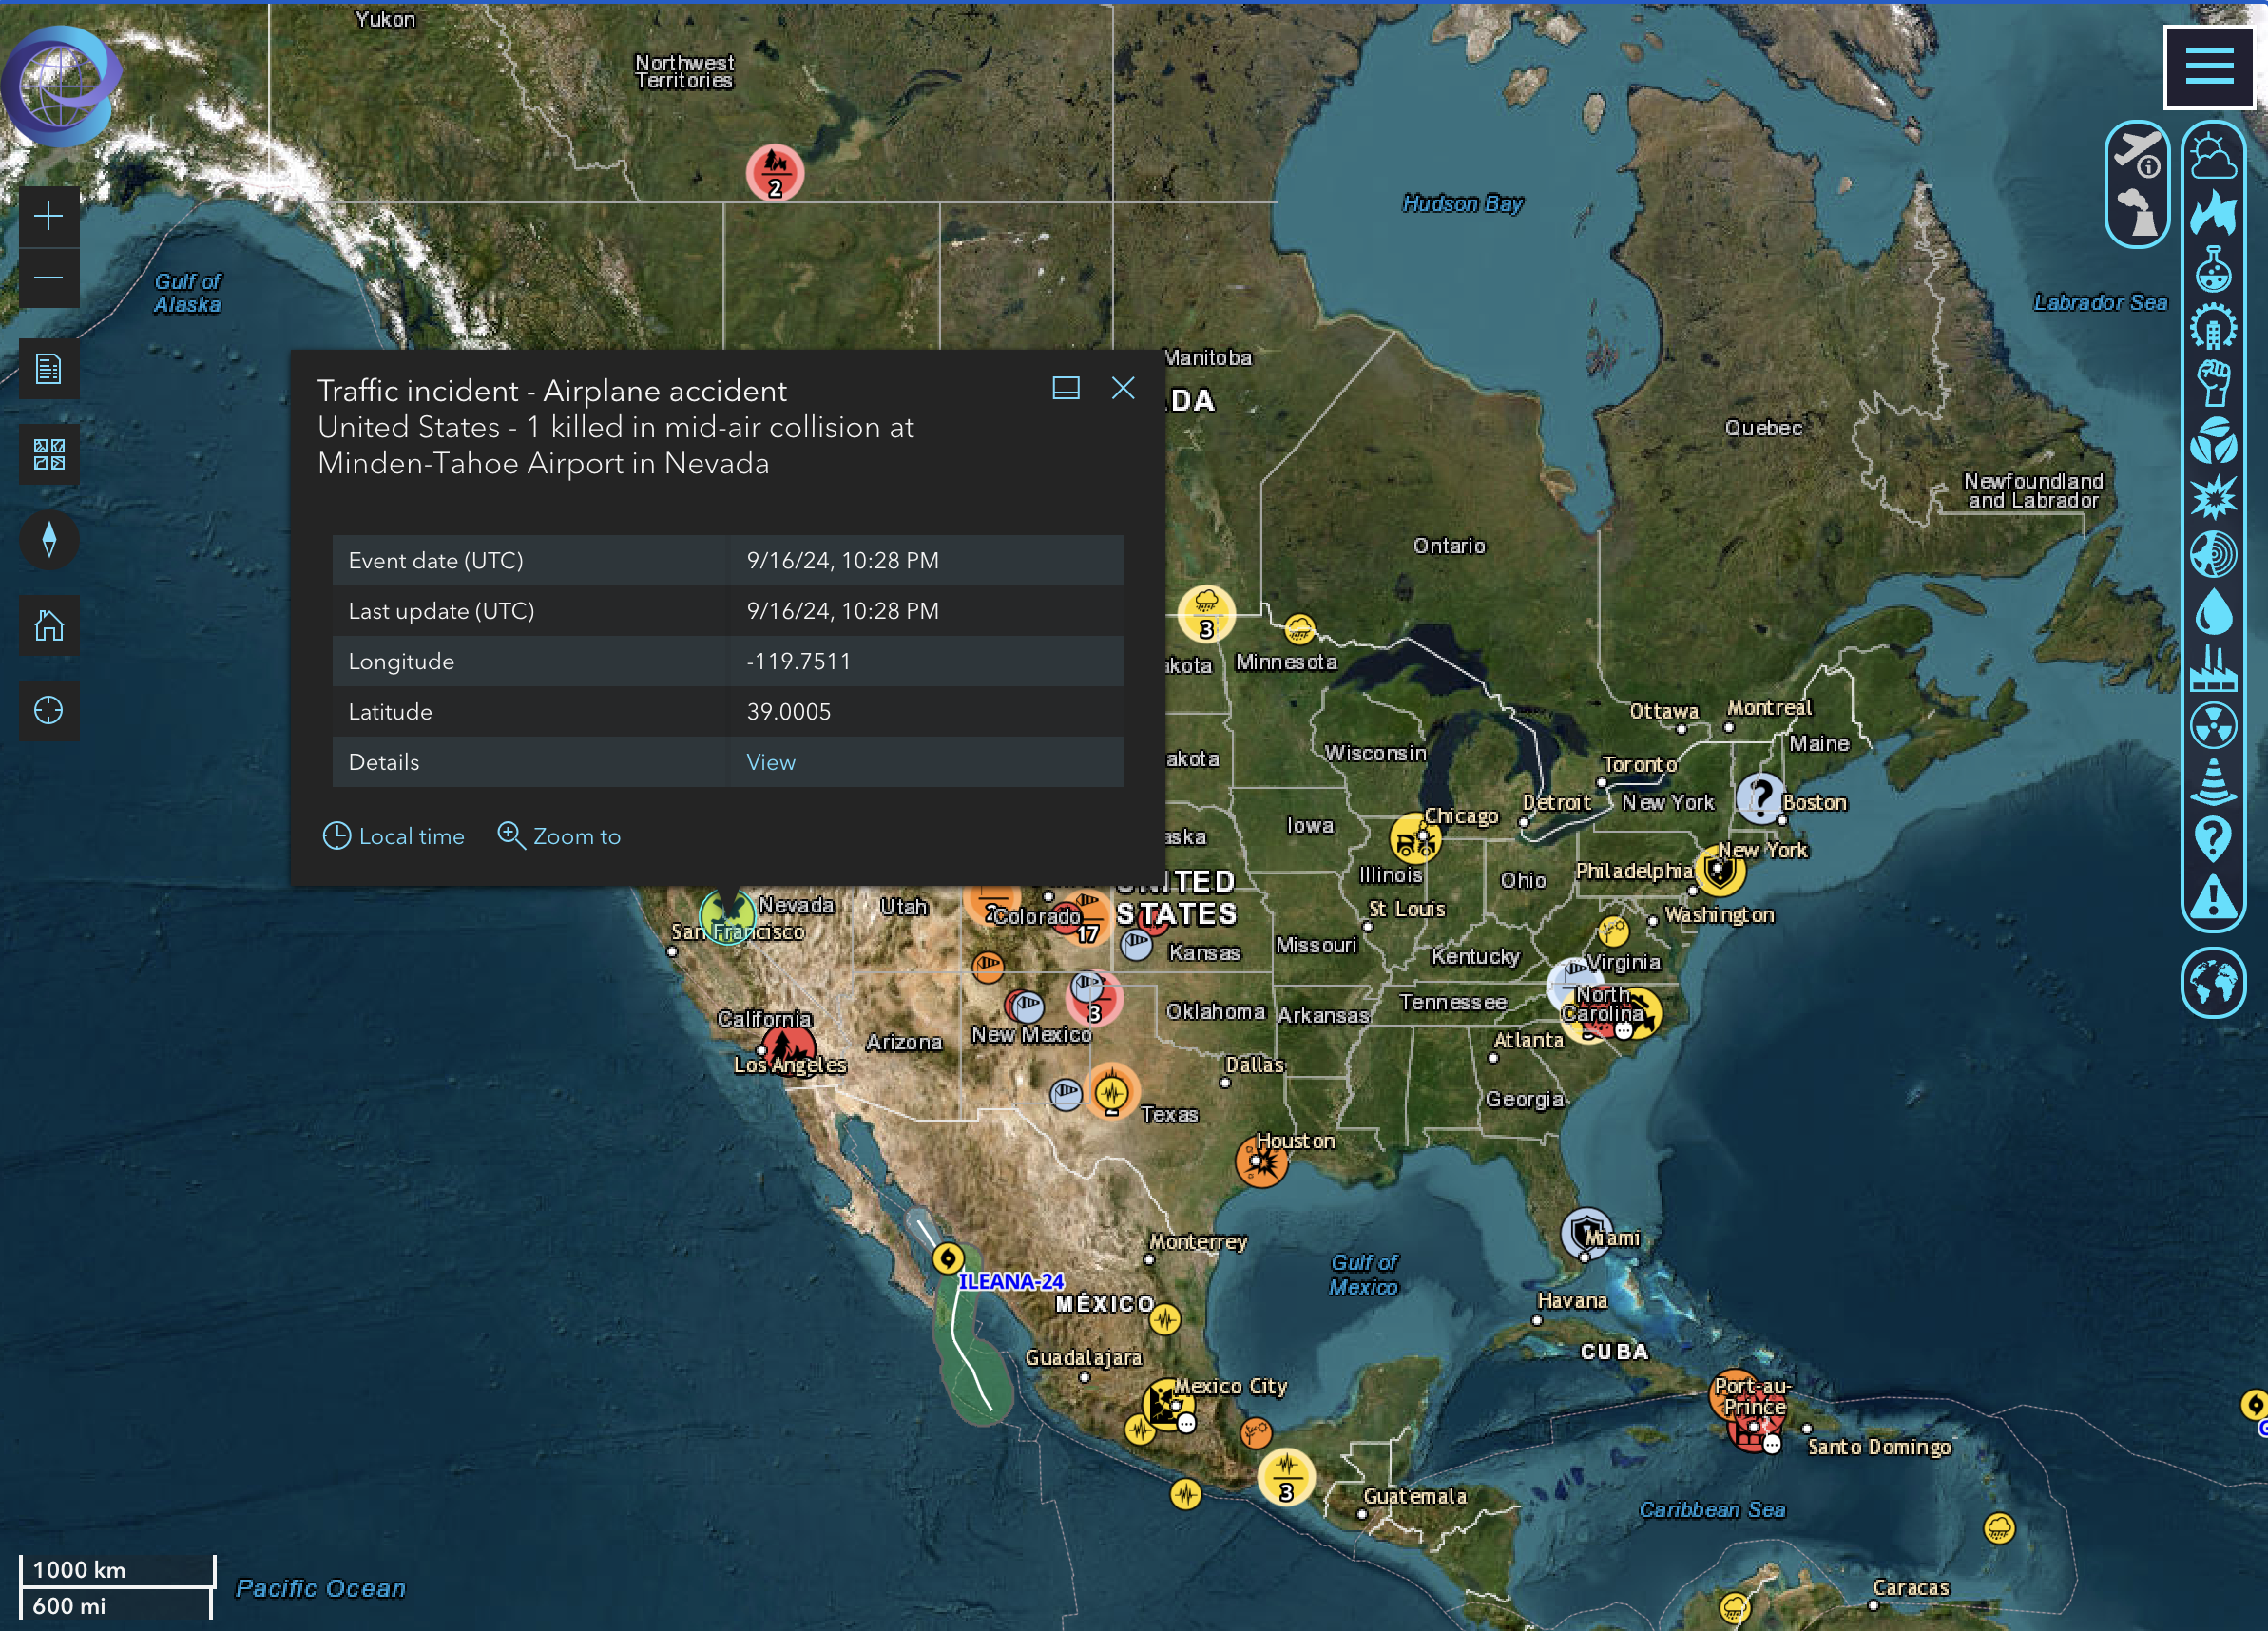 Yukon
Northwest
Territories
2
Hudson Bay
Gulf of
Alaska
Labrador Sea
Manitoba
DA
Traffic incident - Airplane accident
United States - 1 killed in mid-air collision at
Minden-Tahoe Airport in Nevada
Event date (UTC) 9/16/24, 10:28 PM
Last update (UTC) 9/16/24, 10:28 PM
Longitude -119.7511
Latitude 39.0005
Details View
Local time Zoom to
Quebec
Newfoundland
and Labrador
Ontario
3
akota
Minnesota
Ottawa
Montreal
Maine
akota
Wisconsin
Toronto
Detroit
New York
Boston
Chicago
Iowa
aska
New York
Illinois
Ohio
Philadelphia
UNITED
STATES
Nevada
Utah
2
Colorado
17
St Louis
Washington
San Francisco
Kansas
Missouri
Kentucky
Virginia
3
Oklahoma
Arkansas
Tennessee
North
Carolina
California
New Mexico
Arizona
Atlanta
Los Angeles
Dallas
2
Texas
Georgia
Houston
Miami
Monterrey
Gulf of
Mexico
ILEANA-24
MÉXICO
Havana
CUBA
Guadalajara
Mexico City
Port-au-
Prince
Santo Domingo
3
Guatemala
Caribbean Sea
Caracas
1000 km
600 mi
Pacific Ocean